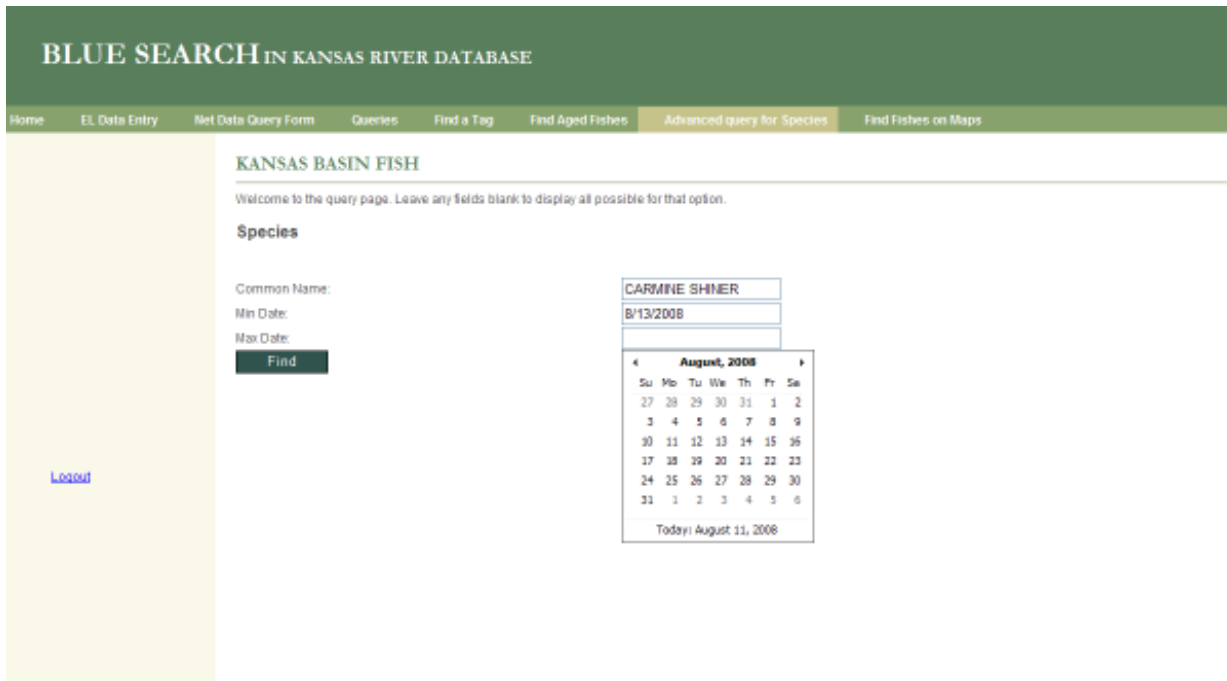 BLUE SEARCH IN KANSAS RIVER DATABASE
Home EL Data Entry Net Data Query Form Queries Find a Tag Find Aged Fishes Advanced query for Species Find Fishes on Maps
KANSAS BASIN FISH
Welcome to the query page. Leave any fields blank to display all possible for that option.
Species
Common Name: CARMINE SHINER
Min Date: 8/13/2008
Max Date:
Find
August, 2008
Su Mo Tu We Th Fr Sa
27 28 29 30 31 1 2
3 4 5 6 7 8 9
10 11 12 13 14 15 16
17 18 19 20 21 22 23
24 25 26 27 28 29 30
31 1 2 3 4 5 6
Today: August 11, 2008
Logout